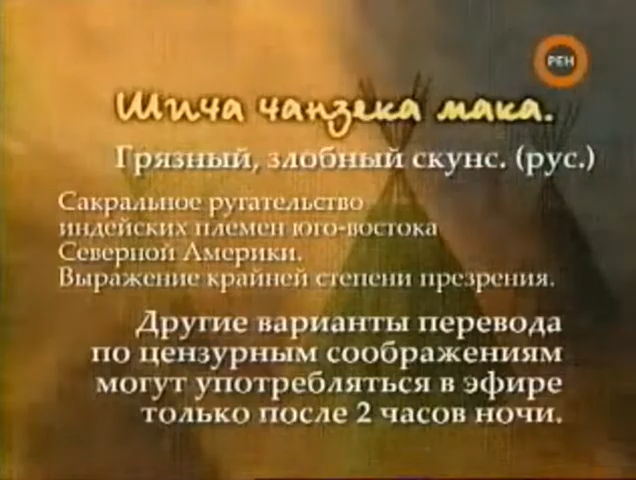 РЕН
Шича чанзека мака.
Грязный, злобный скунс. (рус.)
Сакральное ругательство
индейских племен юго-востока
Северной Америки.
Выражение крайней степени презрения.
Другие варианты перевода
по цензурным соображениям
могут употребляться в эфире
только после 2 часов ночи.